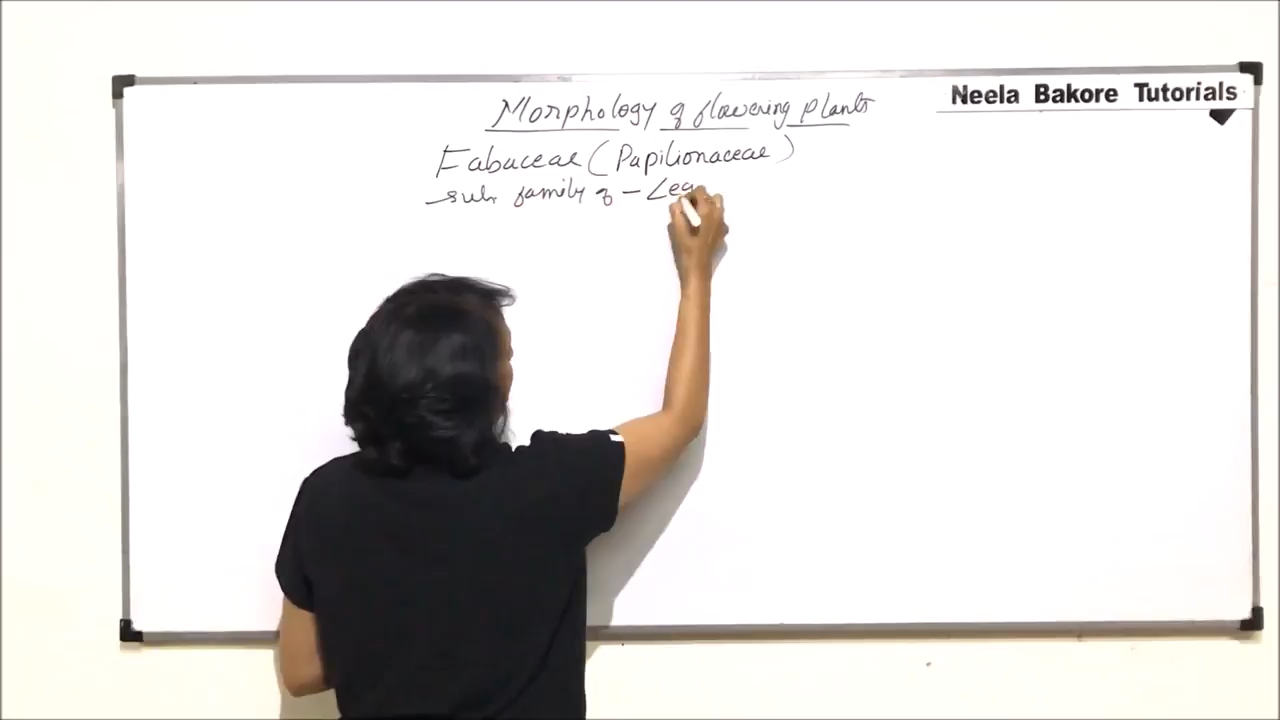 Neela Bakore Tutorials
Morphology of flowering plants
Fabaceae (Papilionaceae)
sub family of - Leg